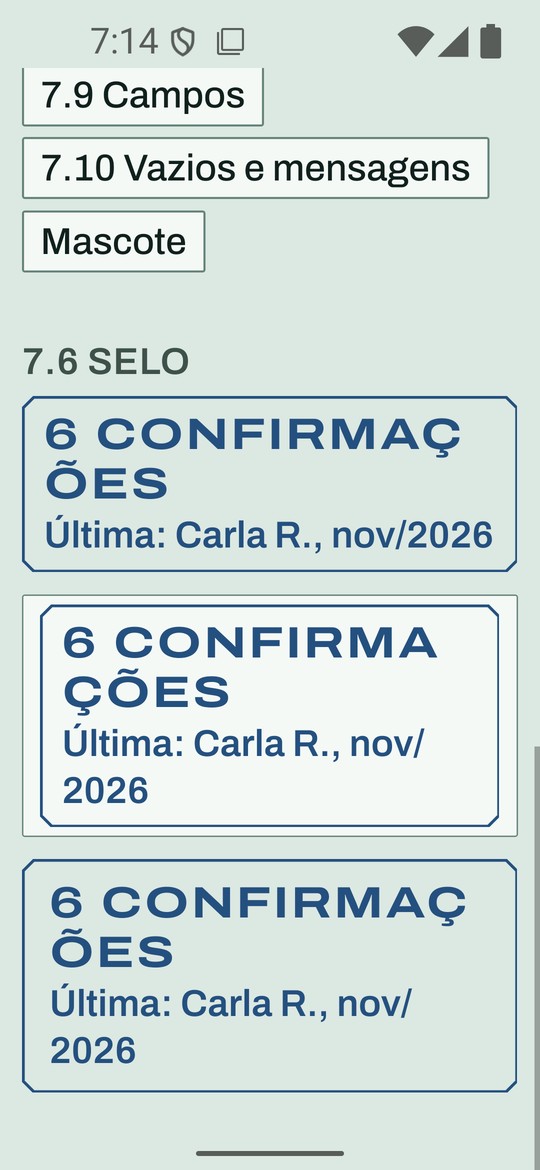 7:14
7.9 Campos
7.10 Vazios e mensagens
Mascote
7.6 SELO
6 CONFIRMAÇ
ÕES
Última: Carla R., nov/2026
6 CONFIRMA
ÇÕES
Última: Carla R., nov/
2026
6 CONFIRMAÇ
ÕES
Última: Carla R., nov/
2026